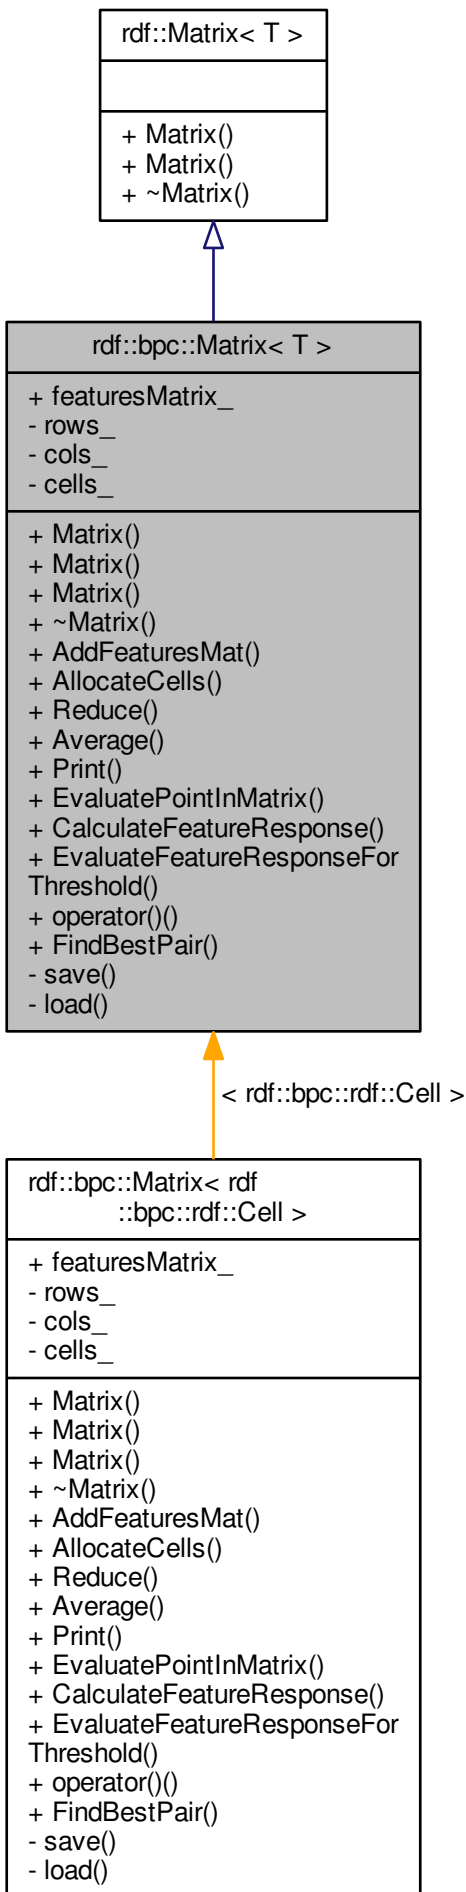 rdf::Matrix< T >
+ Matrix()
+ Matrix()
+ ~Matrix()
rdf::bpc::Matrix< T >
+ featuresMatrix_
- rows_
- cols_
- cells_
+ Matrix()
+ Matrix()
+ Matrix()
+ ~Matrix()
+ AddFeaturesMat()
+ AllocateCells()
+ Reduce()
+ Average()
+ Print()
+ EvaluatePointInMatrix()
+ CalculateFeatureResponse()
+ EvaluateFeatureResponseFor
Threshold()
+ operator()()
+ FindBestPair()
- save()
- load()
< rdf::bpc::rdf::Cell >
rdf::bpc::Matrix< rdf
::bpc::rdf::Cell >
+ featuresMatrix_
- rows_
- cols_
- cells_
+ Matrix()
+ Matrix()
+ Matrix()
+ ~Matrix()
+ AddFeaturesMat()
+ AllocateCells()
+ Reduce()
+ Average()
+ Print()
+ EvaluatePointInMatrix()
+ CalculateFeatureResponse()
+ EvaluateFeatureResponseFor
Threshold()
+ operator()()
+ FindBestPair()
- save()
- load()